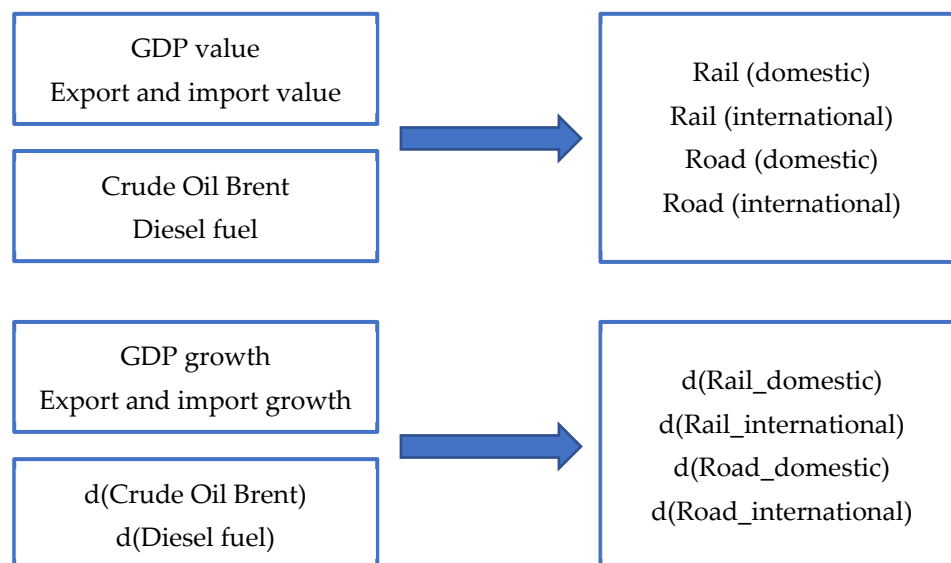 GDP value
Export and import value
Crude Oil Brent
Diesel fuel
Rail (domestic)
Rail (international)
Road (domestic)
Road (international)
GDP growth
Export and import growth
d(Crude Oil Brent)
d(Diesel fuel)
d(Rail_domestic)
d(Rail_international)
d(Road_domestic)
d(Road_international)